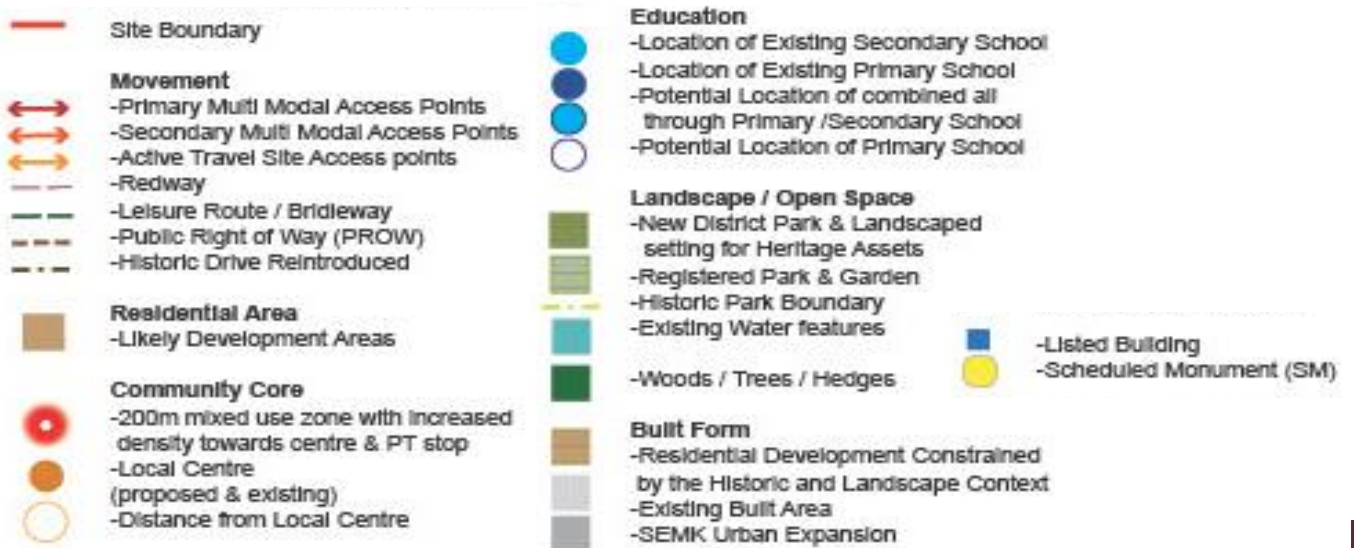 Site Boundary
Movement
-Primary Multi Modal Access Points
-Secondary Multi Modal Access Points
-Active Travel Site Access points
-Redway
-Leisure Route / Bridleway
-Public Right of Way (PROW)
-Historic Drive Reintroduced
Residential Area
-Likely Development Areas
Community Core
-200m mixed use zone with increased
density towards centre & PT stop
-Local Centre
(proposed & existing)
-Distance from Local Centre
Education
-Location of Existing Secondary School
-Location of Existing Primary School
-Potential Location of combined all
through Primary /Secondary School
-Potential Location of Primary School
Landscape / Open Space
-New District Park & Landscaped
setting for Heritage Assets
-Registered Park & Garden
-Historic Park Boundary
-Existing Water features
-Woods / Trees / Hedges
Built Form
-Residential Development Constrained
by the Historic and Landscape Context
-Existing Built Area
-SEMK Urban Expansion
-Listed Building
-Scheduled Monument (SM)